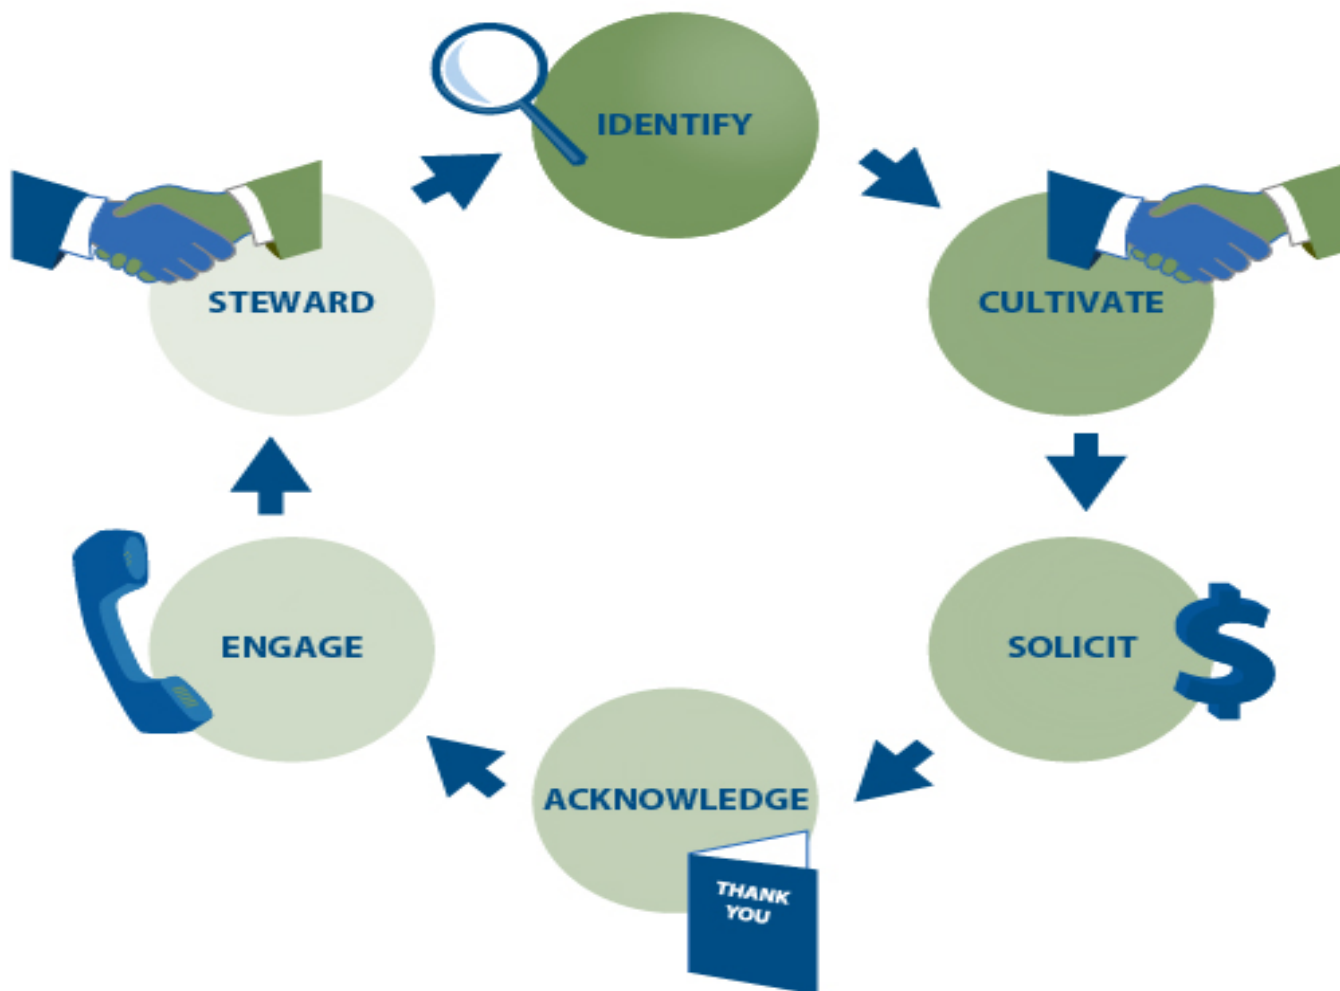 IDENTIFY
CULTIVATE
SOLICIT
ACKNOWLEDGE
THANK
YOU
ENGAGE
STEWARD